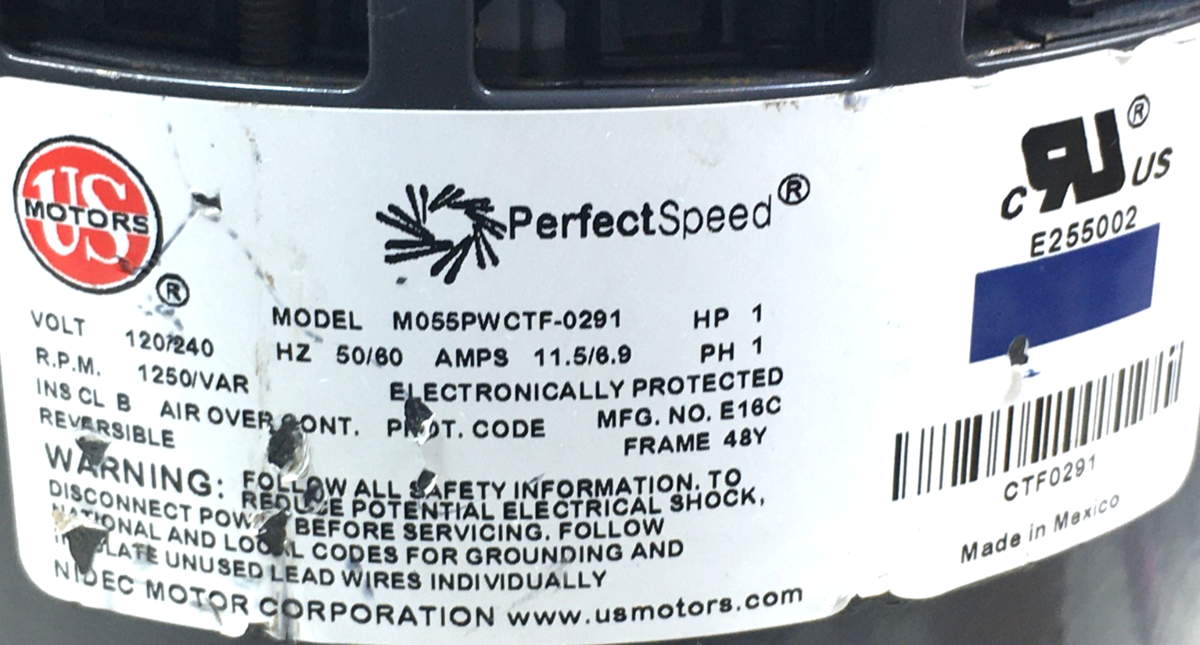 US
MOTORS
®
PerfectSpeed®
c RU ® US
E255002
VOLT 120/240
MODEL M055PWCTF-0291 HP 1
R.P.M. 1250/VAR
HZ 50/60 AMPS 11.5/6.9 PH 1
INS CL B AIR OVER CONT.
ELECTRONICALLY PROTECTED
REVERSIBLE
PROT. CODE MFG. NO. E16C
FRAME 48Y
WARNING: FOLLOW ALL SAFETY INFORMATION. TO
REDUCE POTENTIAL ELECTRICAL SHOCK,
DISCONNECT POWER BEFORE SERVICING. FOLLOW
NATIONAL AND LOCAL CODES FOR GROUNDING AND
ISOLATE UNUSED LEAD WIRES INDIVIDUALLY
NIDEC MOTOR CORPORATION www.usmotors.com
CTF0291
Made in Mexico